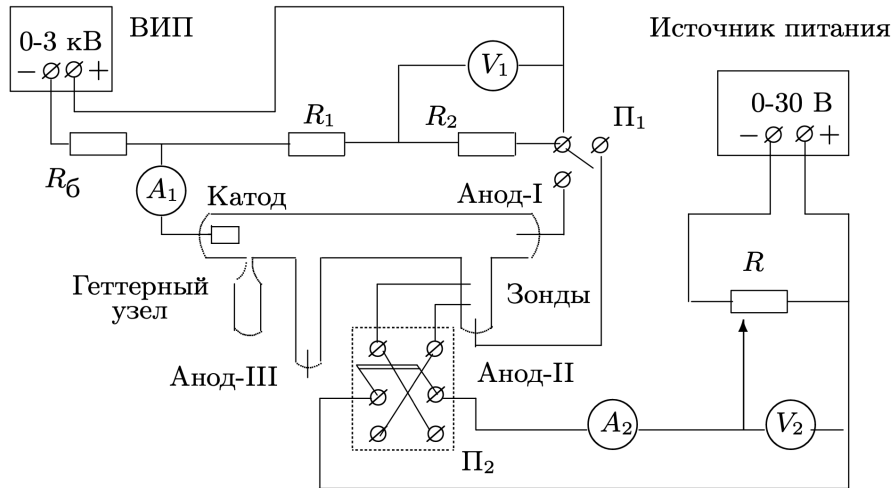 ВИП
Источник питания
0-3 кВ
− +
V1
0-30 В
− +
R1
R2
П1
Rб
A1
Катод
Анод-I
R
Геттерный
узел
Зонды
Анод-III
Анод-II
A2
V2
П2